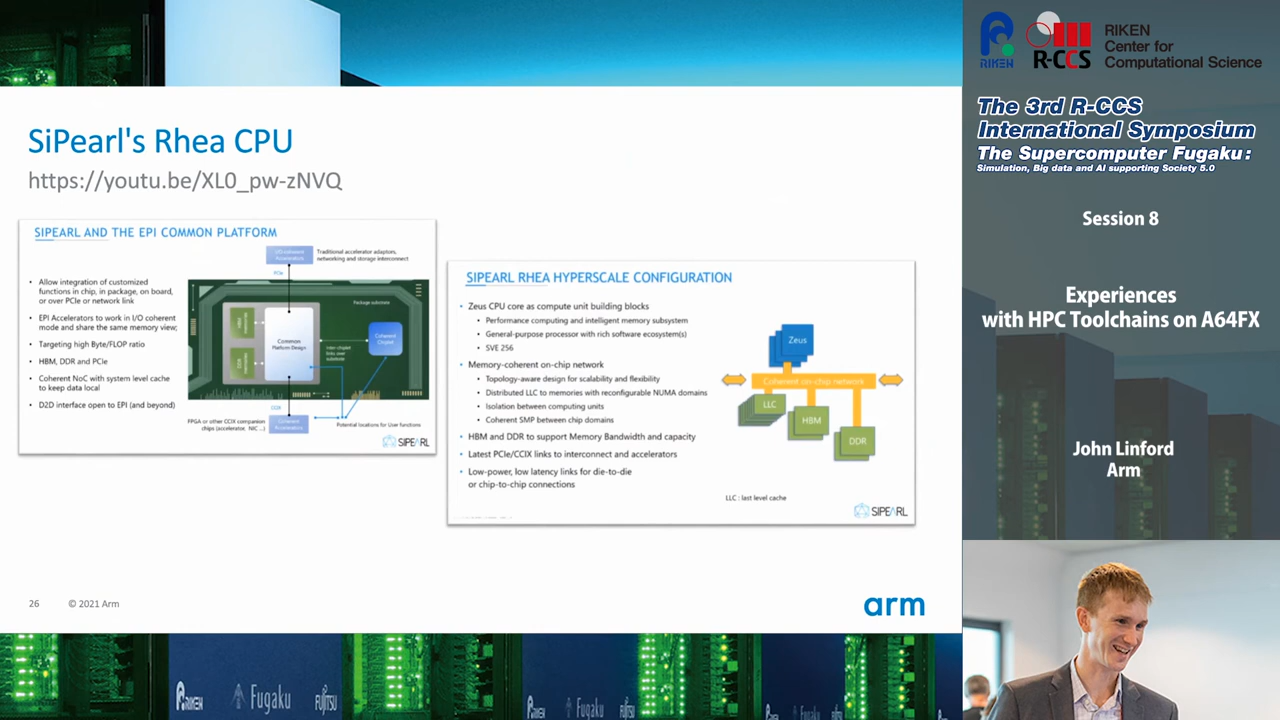 SiPearl's Rhea CPU
https://youtu.be/XL0_pw-zNVQ
SIPEARL AND THE EPI COMMON PLATFORM
Allow integration of customized
functions in chip, in package, on board,
or over PCIe or network link
EPI Accelerators to work in I/O coherent
mode and share the same memory view;
Targeting high Byte/FLOP ratio
HBM, DDR and PCIe
Coherent NoC with system level cache
to keep data local
D2D interface open to EPI (and beyond)
Traditional accelerator adaptors,
networking and storage interconnect
PCIe
Package substrate
Common
Platform Design
Coherent
Chiplet
CCIX
FPGA or other CCIX companion
chips (accelerator, NIC ...)
Potential locations for User functions
SIPEARL
SIPEARL RHEA HYPERSCALE CONFIGURATION
Zeus CPU core as compute unit building blocks
Performance computing and intelligent memory subsystem
General-purpose processor with rich software ecosystem(s)
SVE 256
Memory-coherent on-chip network
Topology-aware design for scalability and flexibility
Distributed LLC to memories with reconfigurable NUMA domains
Isolation between computing units
Coherent SMP between chip domains
HBM and DDR to support Memory Bandwidth and capacity
Latest PCIe/CCIX links to interconnect and accelerators
Low-power, low latency links for die-to-die
or chip-to-chip connections
Zeus
Coherent on-chip network
LLC
HBM
DDR
LLC : last level cache
SIPEARL
26 © 2021 Arm
arm
RIKEN Fugaku FUJITSU
RIKEN Fugaku FUJITSU
RIKEN Fugaku
RIKEN
R-CCS
RIKEN
Center for
Computational Science
The 3rd R-CCS
International Symposium
The Supercomputer Fugaku :
Simulation, Big data and AI supporting Society 5.0
Session 8
Experiences
with HPC Toolchains on A64FX
John Linford
Arm